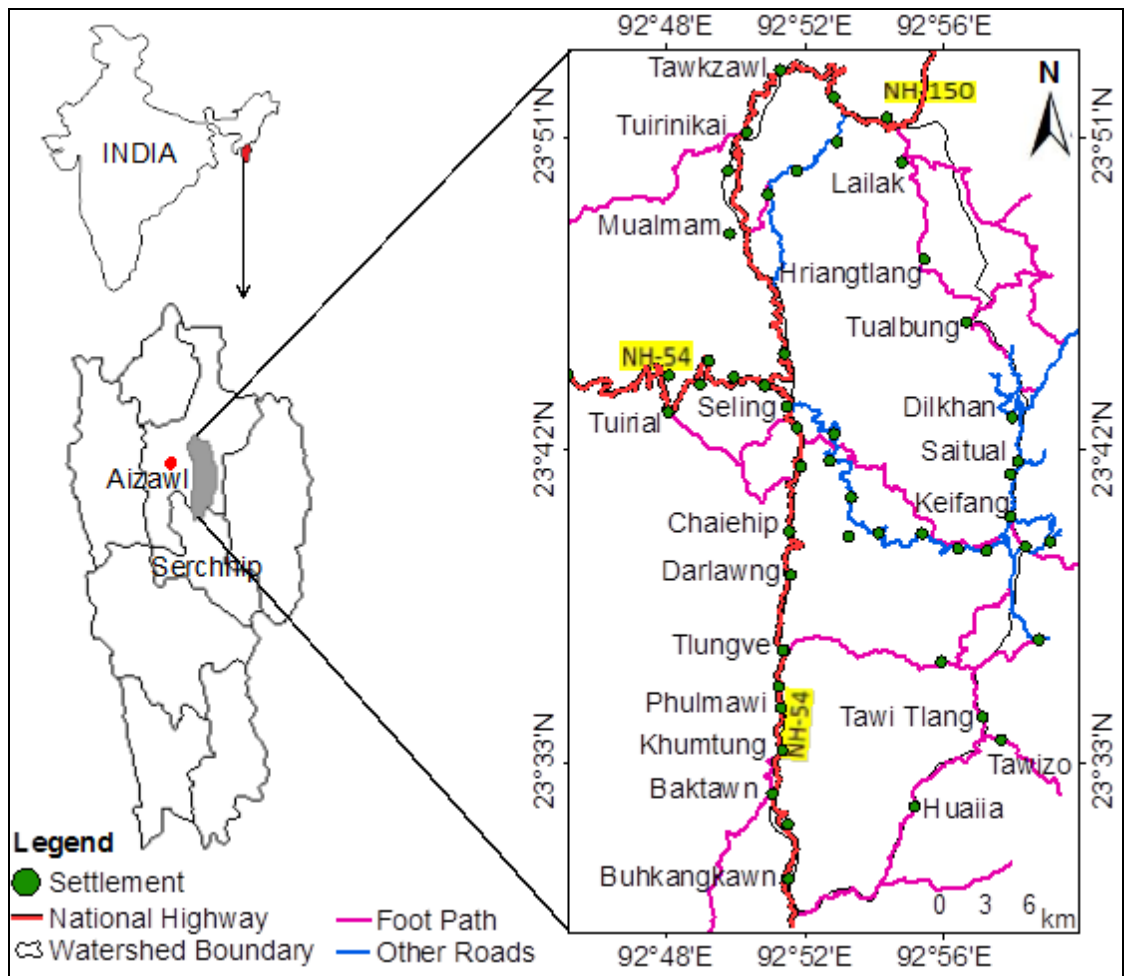 92°48'E 92°52'E 92°56'E
Tawkzawl
N
NH-150
23°51'N
Tuirinikai
23°51'N
INDIA
Lailak
Mualmam
Hriangtlang
Tualbung
NH-54
Seling
Dilkhan
Tuirial
23°42'N
Saitual
23°42'N
Aizawl
Keifang
Chaiehip
Serchhip
Darlawng
Tlungve
Phulmawi
NH-54
Tawi Tlang
Khumtung
Tawizo
23°33'N
Baktawn
23°33'N
Huaiia
Legend
Settlement
Buhkangkawn
National Highway
Foot Path
0 3 6
km
Watershed Boundary
Other Roads
92°48'E 92°52'E 92°56'E